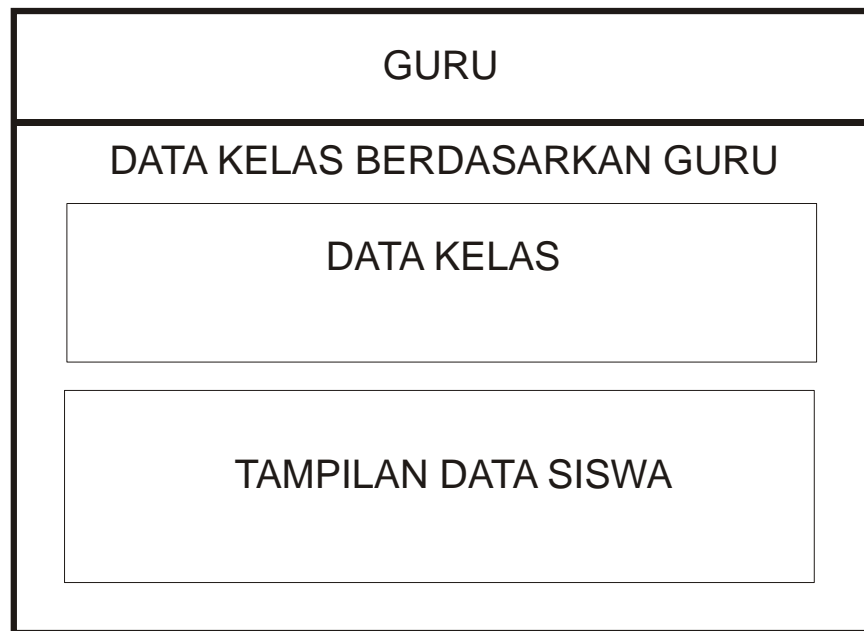 GURU
DATA KELAS BERDASARKAN GURU
DATA KELAS
TAMPILAN DATA SISWA